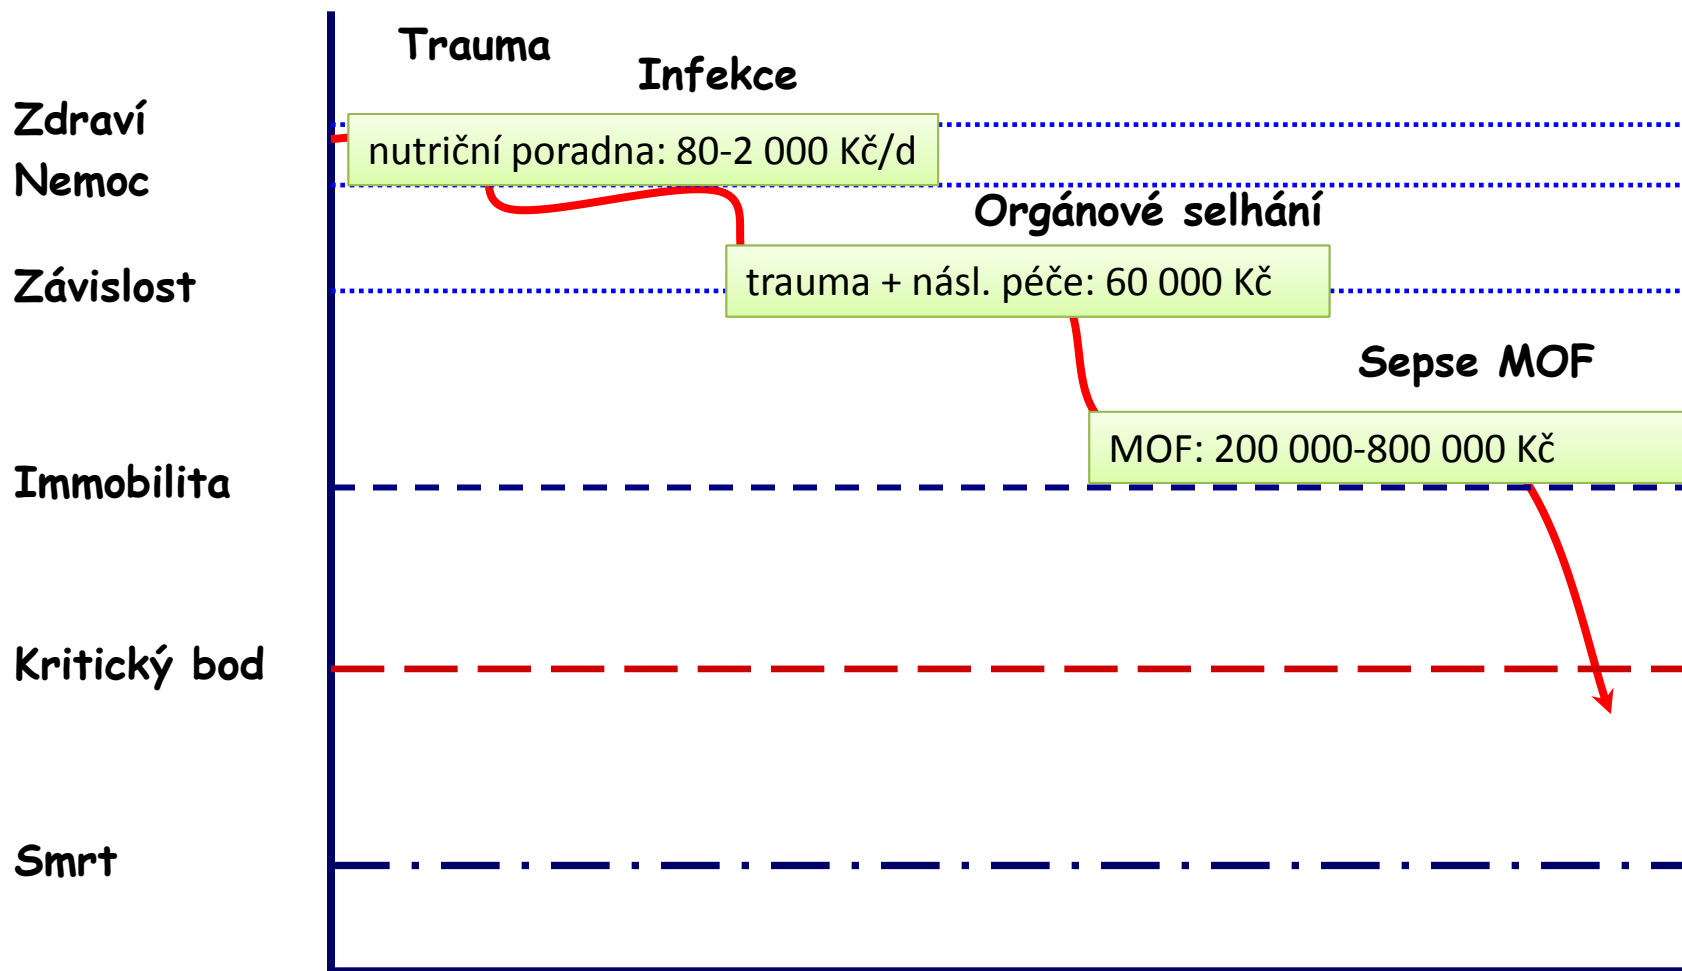 Trauma
Infekce
Zdraví
nutriční poradna: 80-2 000 Kč/d
Nemoc
Orgánové selhání
Závislost
trauma + násl. péče: 60 000 Kč
Sepse MOF
MOF: 200 000-800 000 Kč
Immobilita
Kritický bod
Smrt